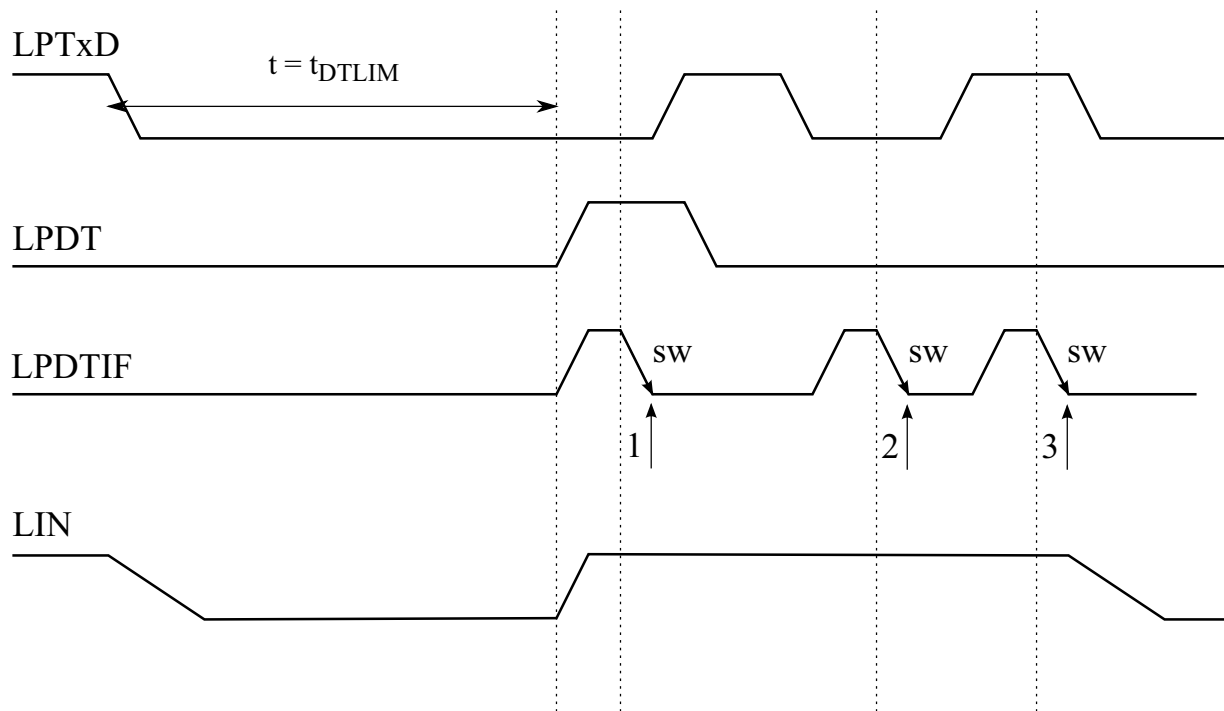 LPTxD
t = tDTLIM
LPDT
LPDTIF
sw
sw
sw
1
2
3
LIN